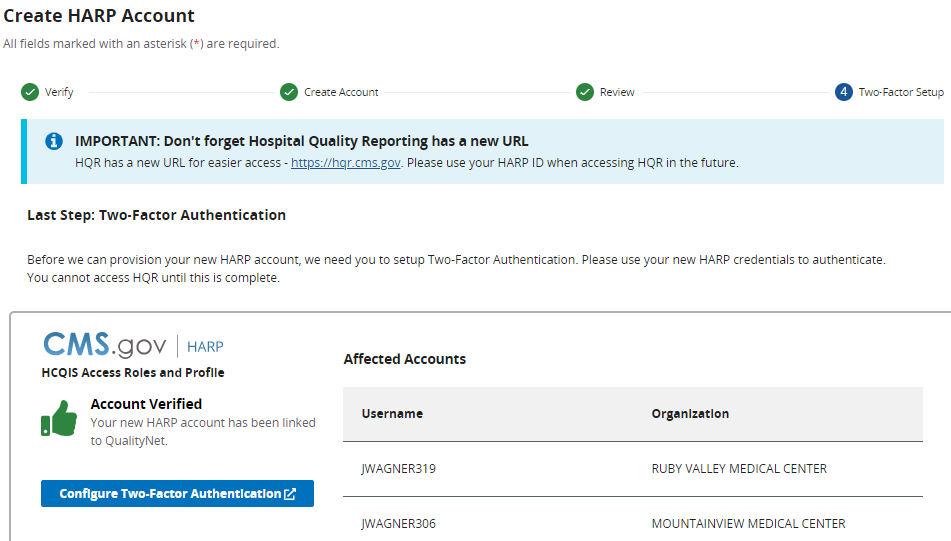 Create HARP Account
All fields marked with an asterisk (*) are required.
Verify
Create Account
Review
4 Two-Factor Setup
IMPORTANT: Don't forget Hospital Quality Reporting has a new URL
HQR has a new URL for easier access - https://hqr.cms.gov. Please use your HARP ID when accessing HQR in the future.
Last Step: Two-Factor Authentication
Before we can provision your new HARP account, we need you to setup Two-Factor Authentication. Please use your new HARP credentials to authenticate.
You cannot access HQR until this is complete.
CMS.gov | HARP
HCQIS Access Roles and Profile
Account Verified
Your new HARP account has been linked
to QualityNet.
Configure Two-Factor Authentication
Affected Accounts
Username Organization
JWAGNER319 RUBY VALLEY MEDICAL CENTER
JWAGNER306 MOUNTAINVIEW MEDICAL CENTER